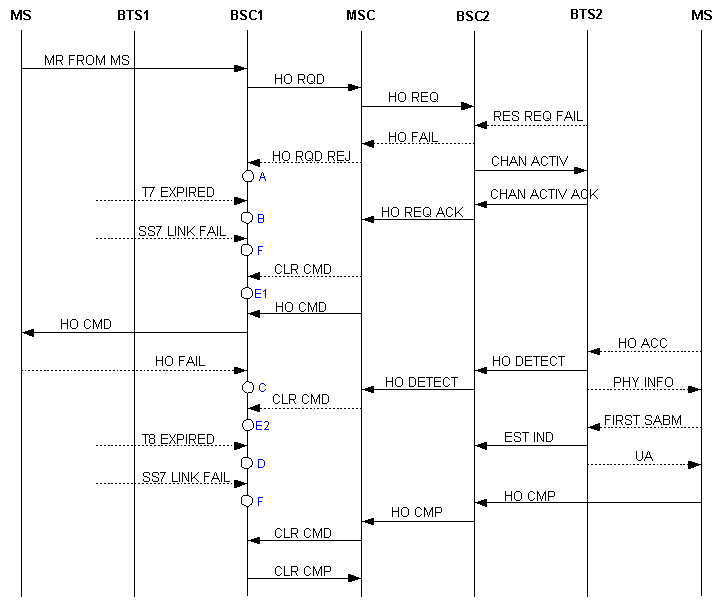 MS BTS1 BSC1 MSC BSC2 BTS2 MS
MR FROM MS
HO RQD
HO REQ
RES REQ FAIL
HO FAIL
HO RQD REJ
CHAN ACTIV
A
T7 EXPIRED
CHAN ACTIV ACK
HO REQ ACK
B
SS7 LINK FAIL
F
CLR CMD
E1
HO CMD
HO CMD
HO ACC
HO FAIL
HO DETECT
HO DETECT
PHY INFO
C
CLR CMD
FIRST SABM
E2
T8 EXPIRED
EST IND
UA
D
SS7 LINK FAIL
HO CMP
F
HO CMP
CLR CMD
CLR CMP